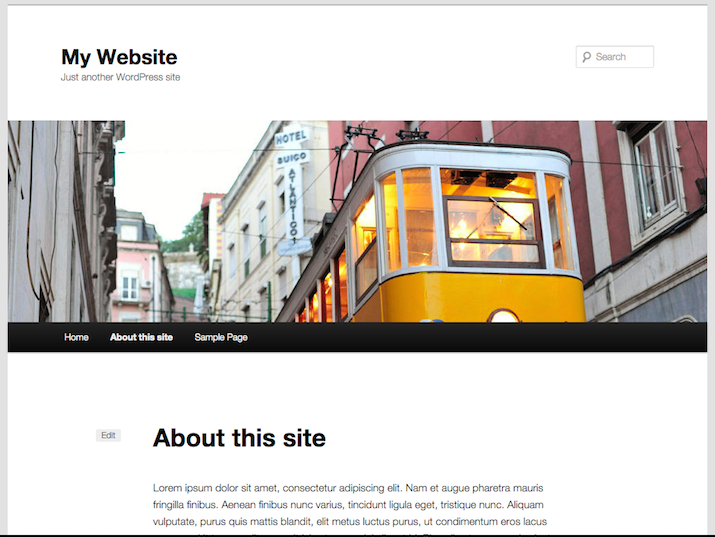 My Website
Just another WordPress site
Search
HOTEL
SUIÇO
ATLANTICO
Home About this site Sample Page
Edit
About this site
Lorem ipsum dolor sit amet, consectetur adipiscing elit. Nam et augue pharetra mauris
fringilla finibus. Aenean finibus nunc varius, tincidunt ligula eget, tristique nunc. Aliquam
vulputate, purus quis mattis blandit, elit metus luctus purus, ut condimentum eros lacus